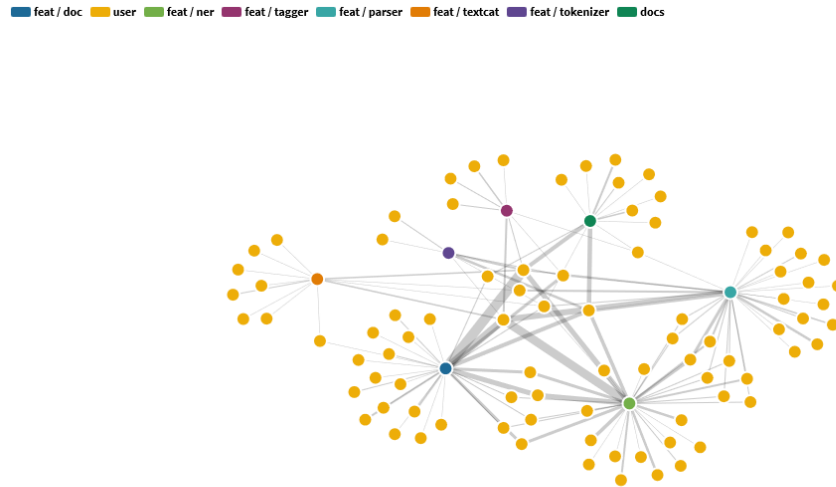 feat / doc user feat / ner feat / tagger feat / parser feat / textcat feat / tokenizer docs